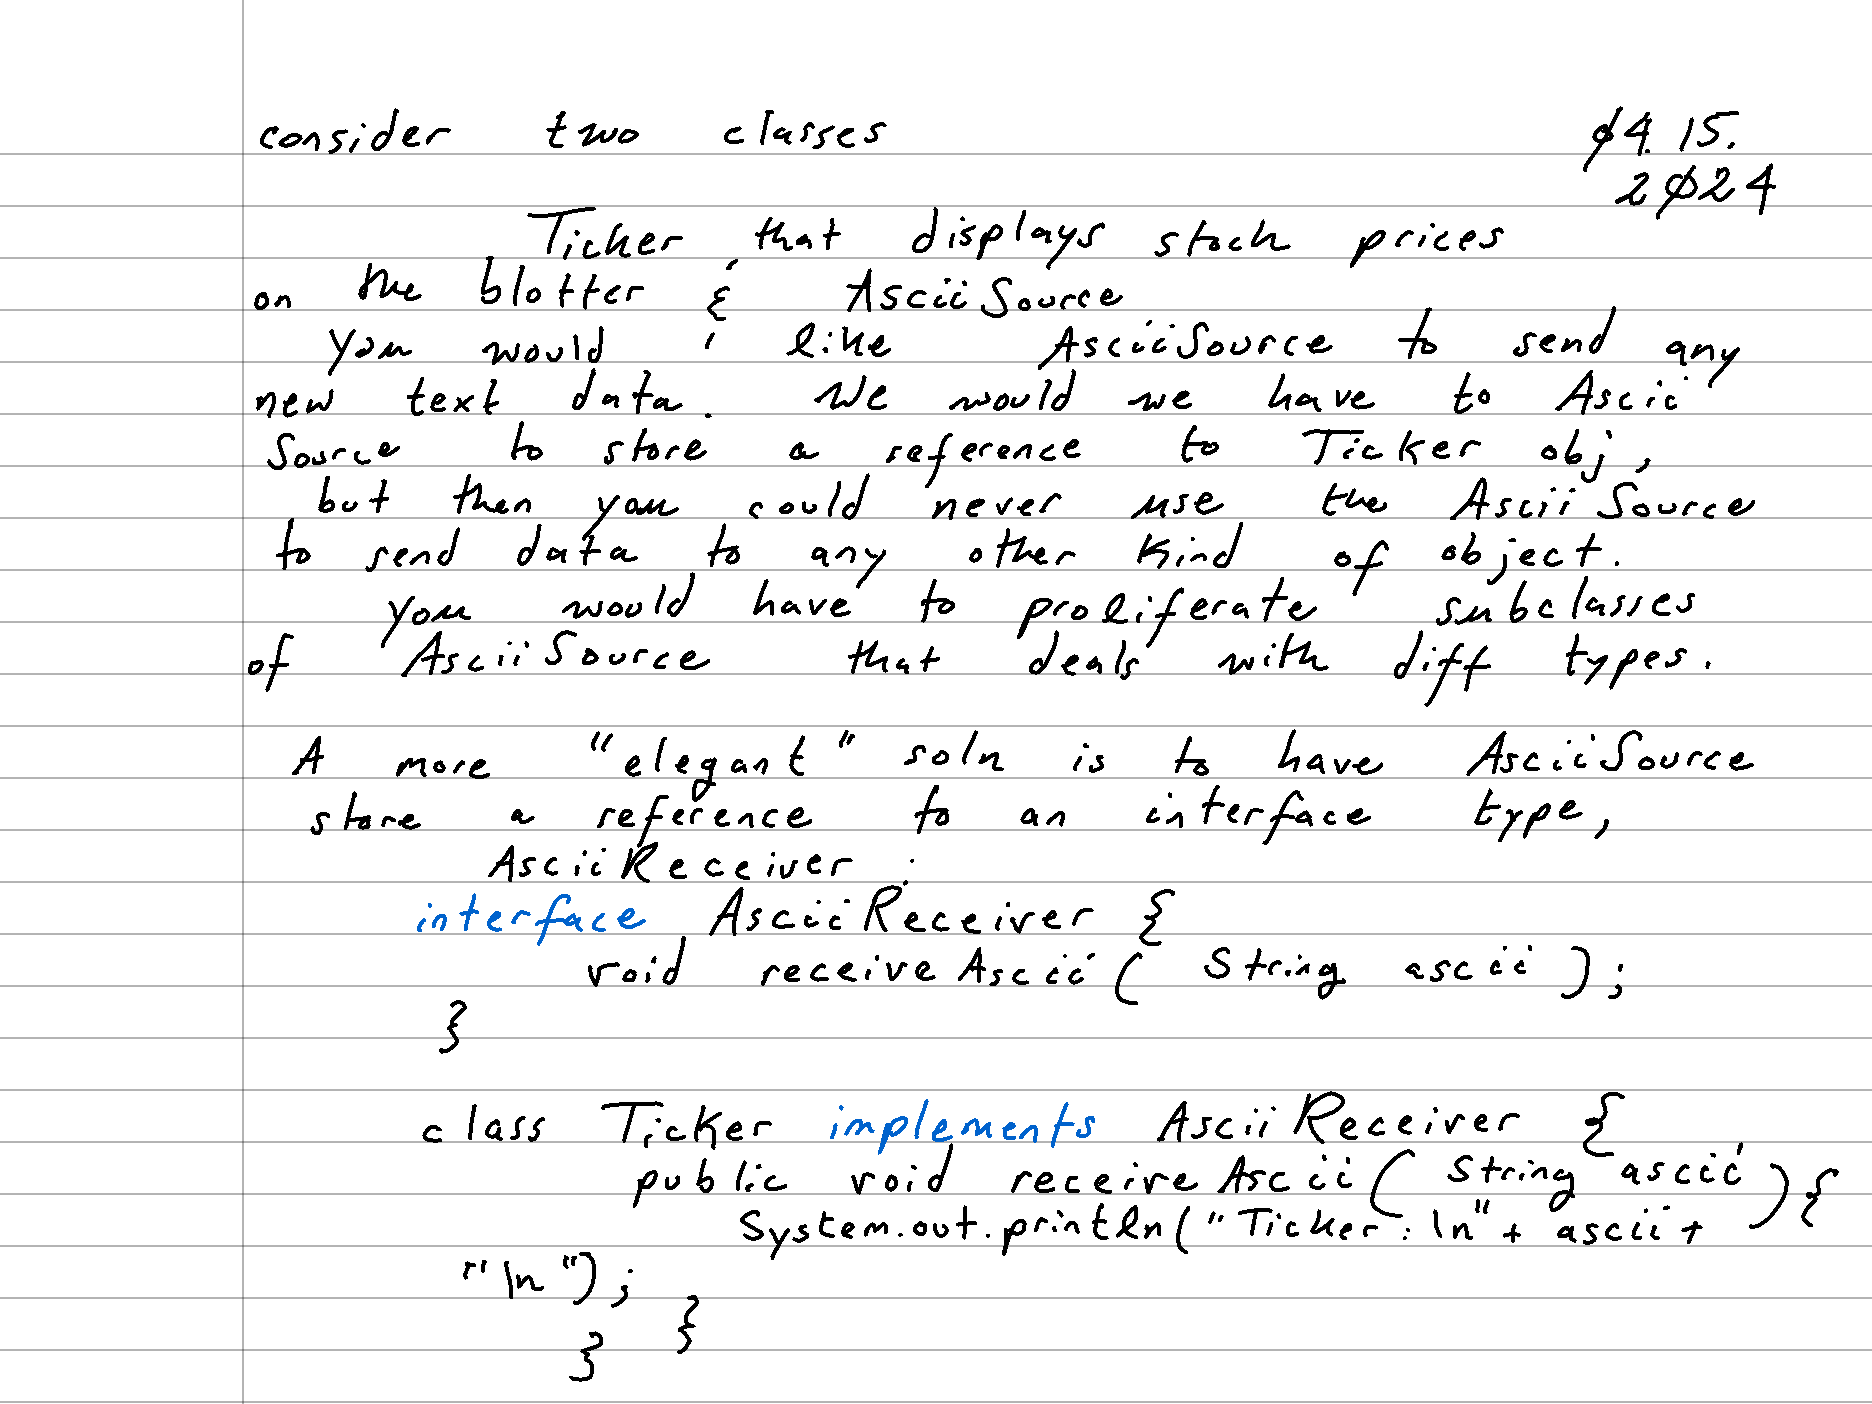 consider two classes 04.15.
2024
Ticker that displays stock prices
on the blotter & AsciiSource
you would like AsciiSource to send any
new text data. We would we have to Ascii
Source to store a reference to Ticker obj,
but then you could never use the AsciiSource
to send data to any other kind of object.
you would have to proliferate subclasses
of AsciiSource that deals with diff types.
A more "elegant" soln is to have AsciiSource
store a reference to an interface type,
AsciiReceiver.
interface AsciiReceiver {
void receiveAscii( String ascii );
}
class Ticker implements AsciiReceiver {
public void receiveAscii( String ascii ){
System.out.println("Ticker:\n"+ ascii +
"\n"); }
}